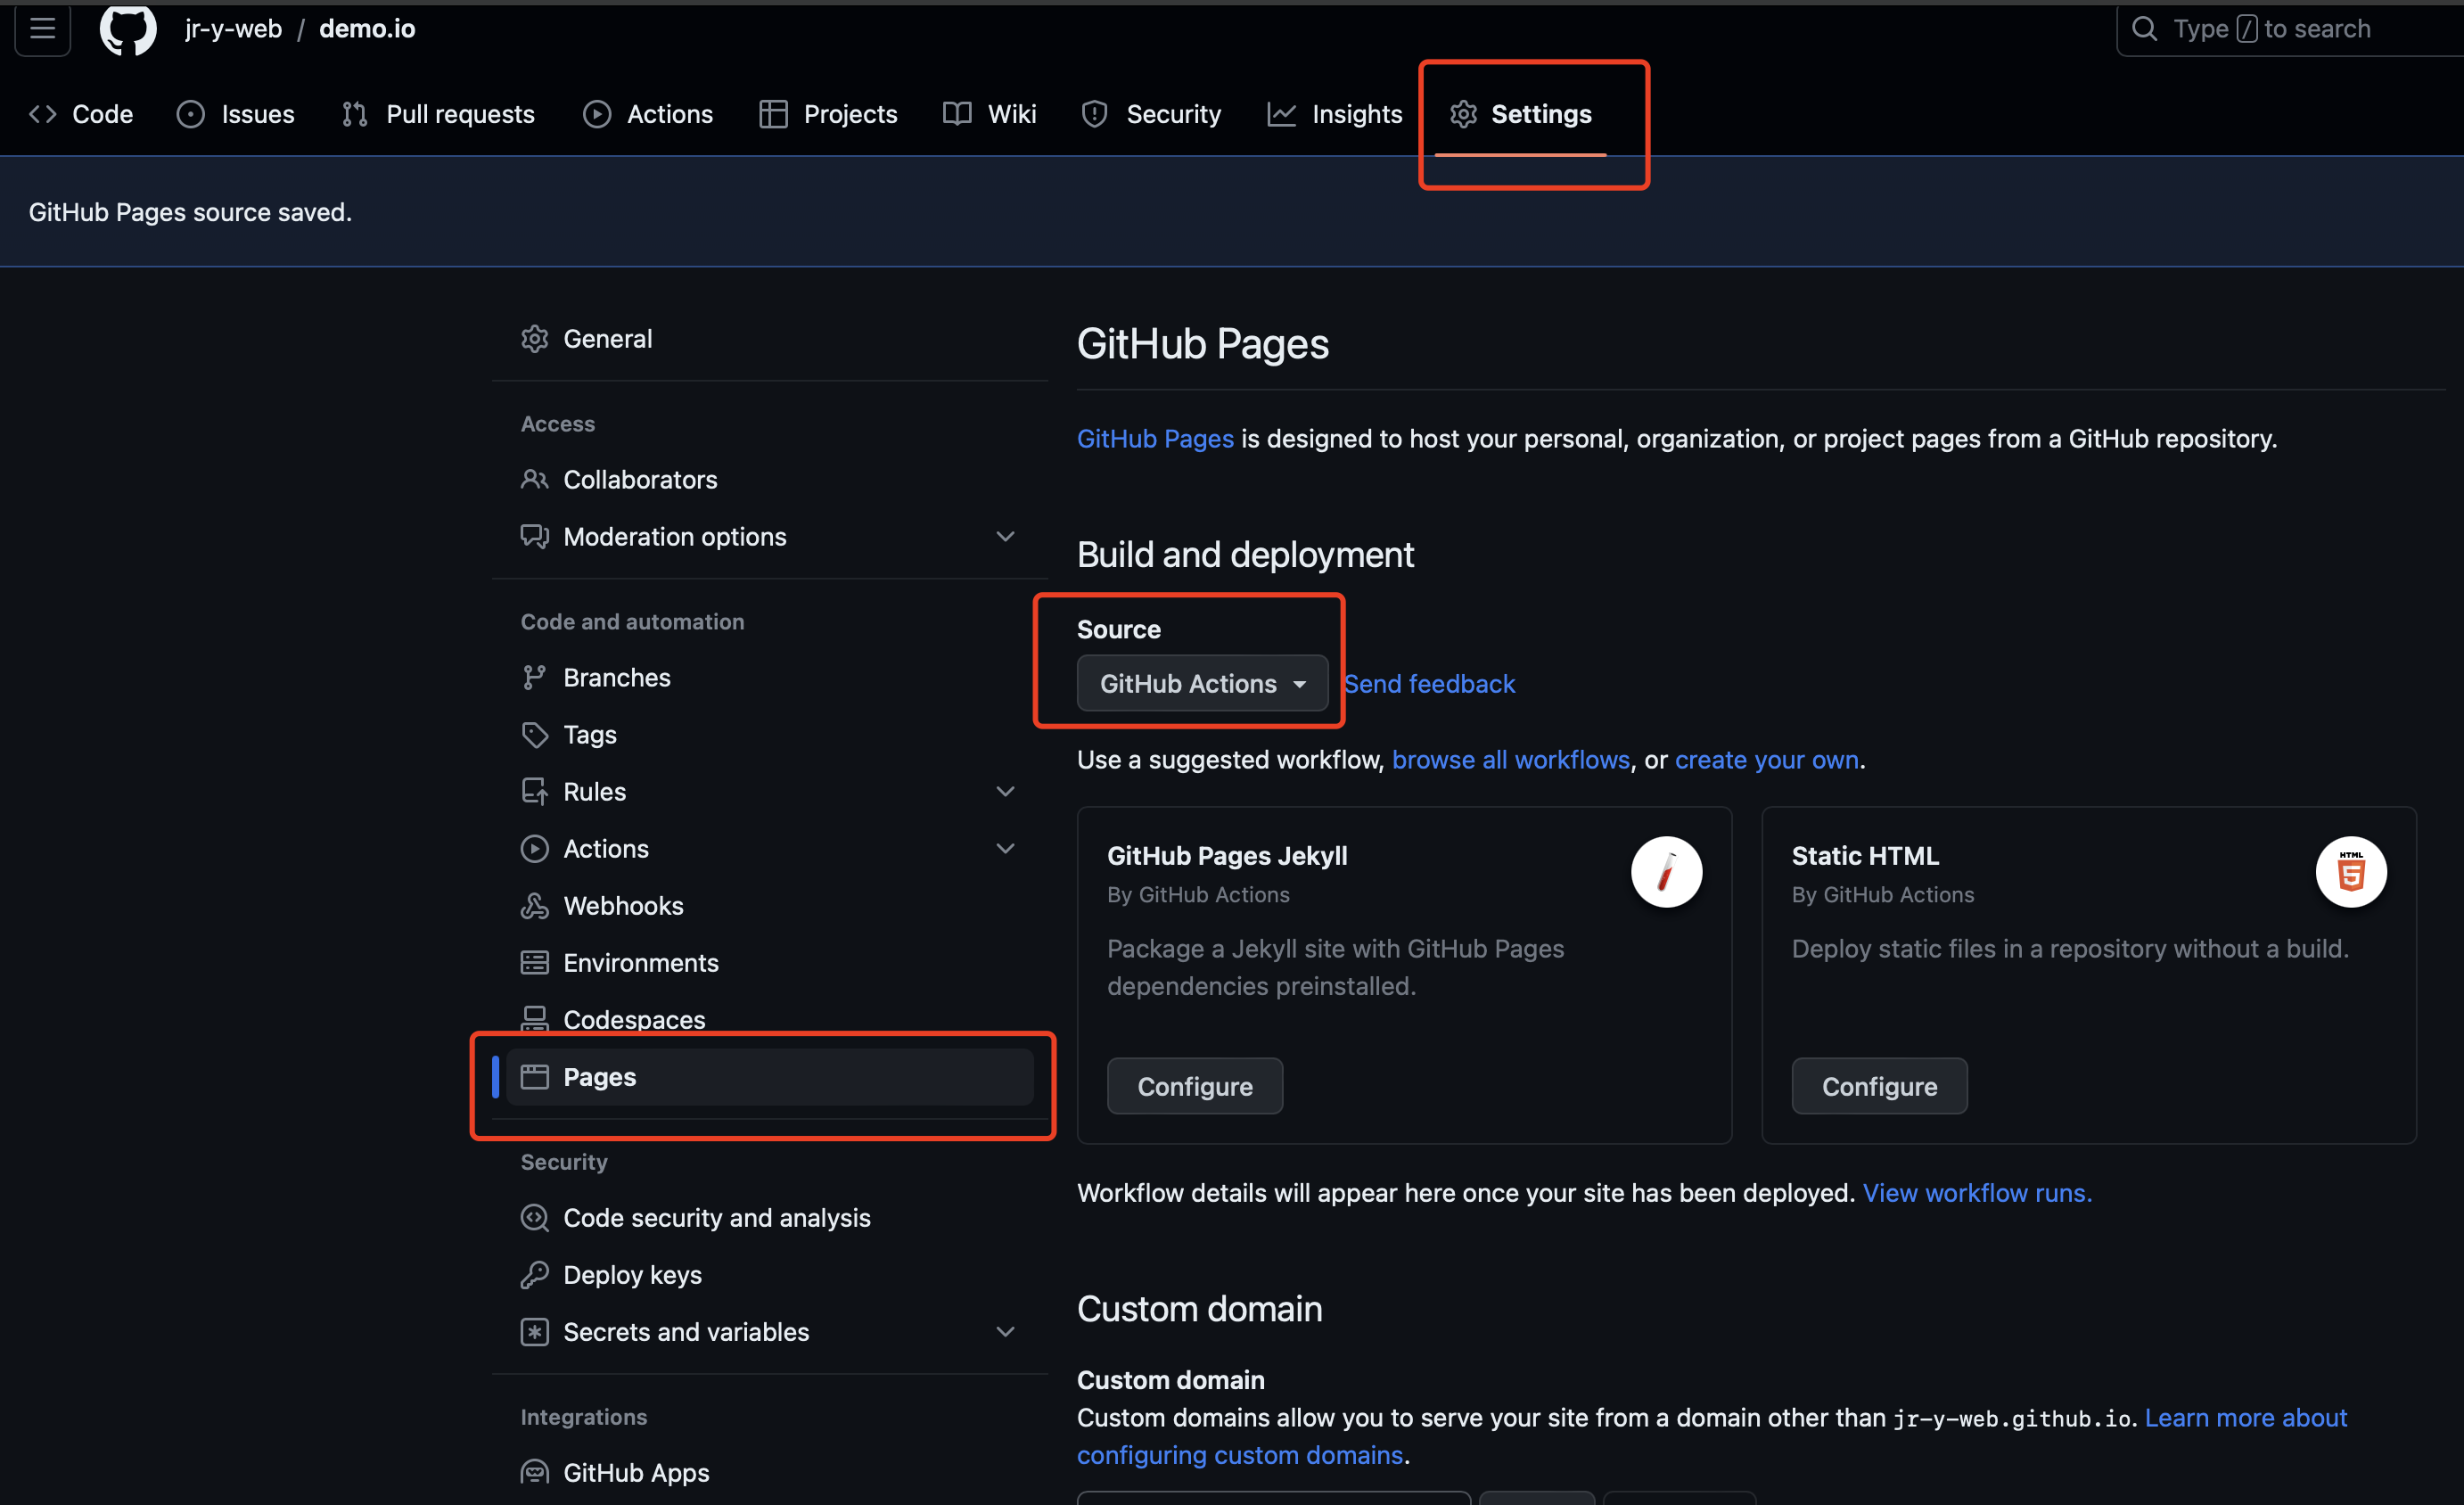 jr-y-web / demo.io
Type / to search
Code
Issues
Pull requests
Actions
Projects
Wiki
Security
Insights
Settings
GitHub Pages source saved.
General
Access
Collaborators
Moderation options
Code and automation
Branches
Tags
Rules
Actions
Webhooks
Environments
Codespaces
Pages
Security
Code security and analysis
Deploy keys
Secrets and variables
Integrations
GitHub Apps
GitHub Pages
GitHub Pages is designed to host your personal, organization, or project pages from a GitHub repository.
Build and deployment
Source
GitHub Actions
Send feedback
Use a suggested workflow, browse all workflows, or create your own.
GitHub Pages Jekyll
By GitHub Actions
Package a Jekyll site with GitHub Pages
dependencies preinstalled.
Configure
Static HTML
HTML
5
By GitHub Actions
Deploy static files in a repository without a build.
Configure
Workflow details will appear here once your site has been deployed. View workflow runs.
Custom domain
Custom domain
Custom domains allow you to serve your site from a domain other than jr-y-web.github.io. Learn more about
configuring custom domains.